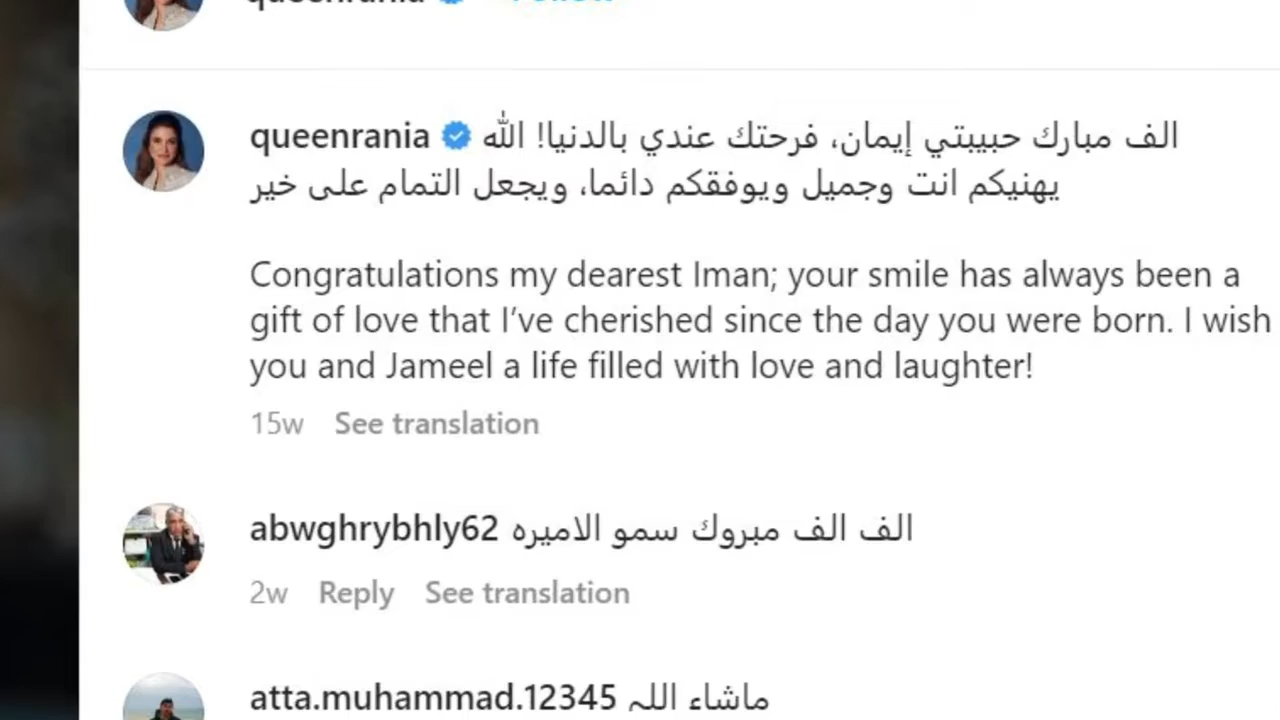 queenrania Follow
queenrania الف مبارك حبيبتي إيمان، فرحتك عندي بالدنيا! الله
يهنيكم انت وجميل ويوفقكم دائما، ويجعل التمام على خير
Congratulations my dearest Iman; your smile has always been a
gift of love that I’ve cherished since the day you were born. I wish
you and Jameel a life filled with love and laughter!
15w See translation
abwghrybhly62 الف الف مبروك سمو الاميره
2w Reply See translation
atta.muhammad.12345 ماشاء اللہ